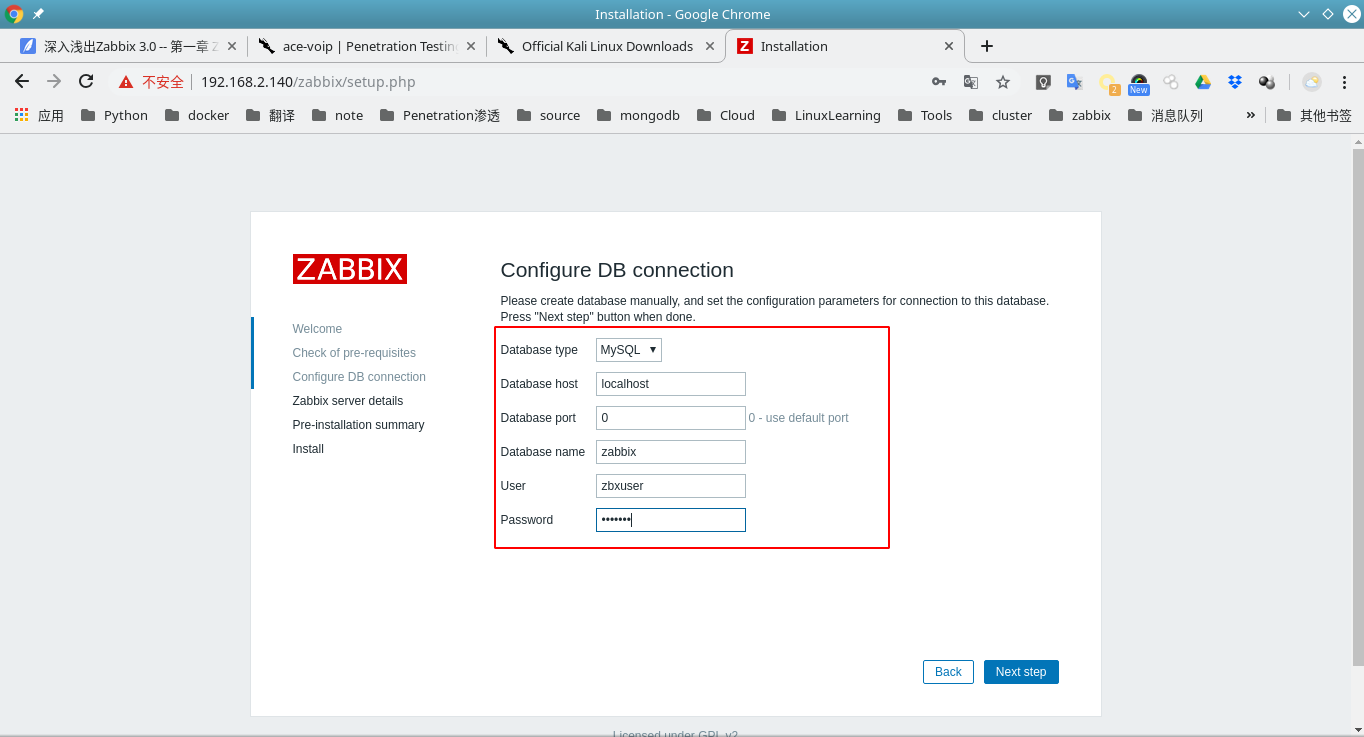 Installation - Google Chrome
深入浅出Zabbix 3.0 -- 第一章 Z
ace-voip | Penetration Testing
Official Kali Linux Downloads
Installation
不安全 192.168.2.140/zabbix/setup.php
2
New
应用 Python docker 翻译 note Penetration渗透 source mongodb Cloud LinuxLearning Tools cluster zabbix 消息队列 » 其他书签
ZABBIX
Welcome
Check of pre-requisites
Configure DB connection
Zabbix server details
Pre-installation summary
Install
Configure DB connection
Please create database manually, and set the configuration parameters for connection to this database.
Press "Next step" button when done.
Database type MySQL
Database host localhost
Database port 0 0 - use default port
Database name zabbix
User zbxuser
Password •••••••
Back Next step
Licensed under GPL v2